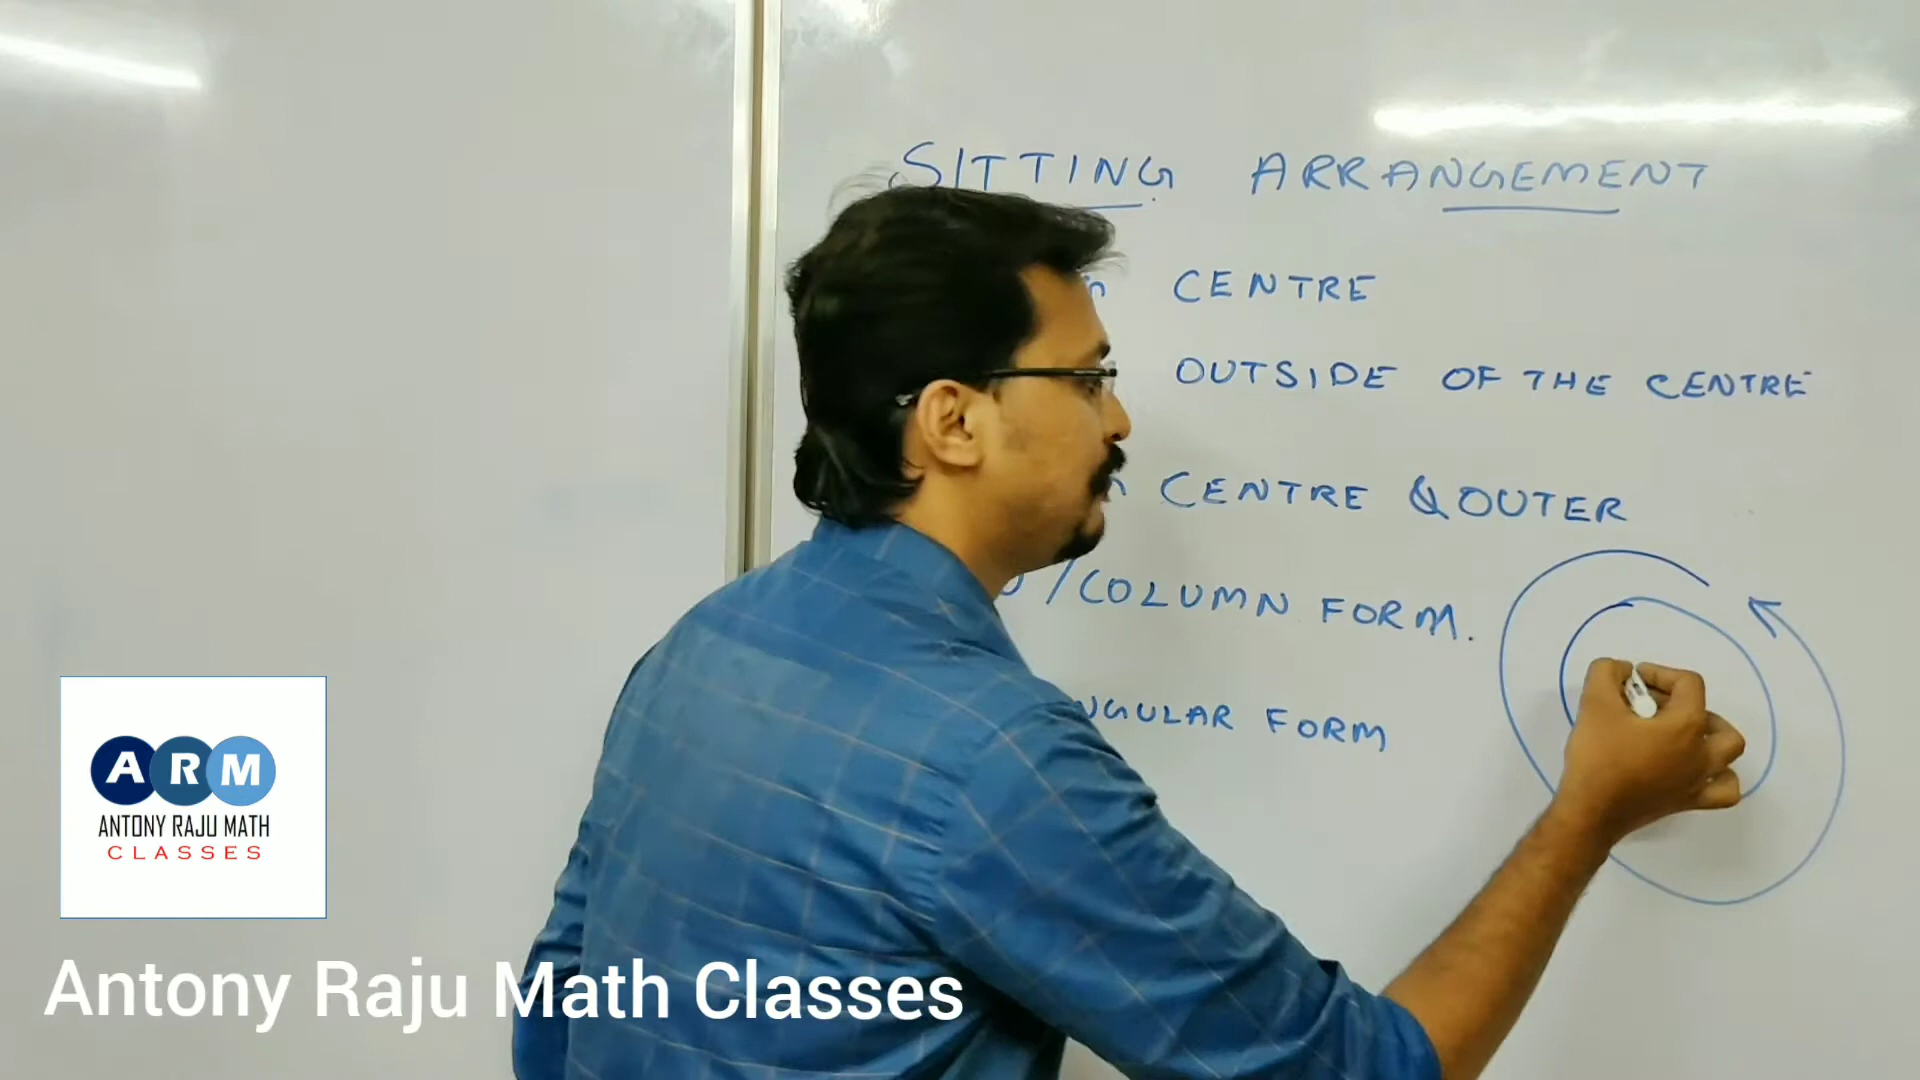 SITTING ARRANGEMENT
CENTRE
OUTSIDE OF THE CENTRE
CENTRE & OUTER
/COLUMN FORM.
FORM
A R M
ANTONY RAJU MATH
CLASSES
Antony Raju Math Classes